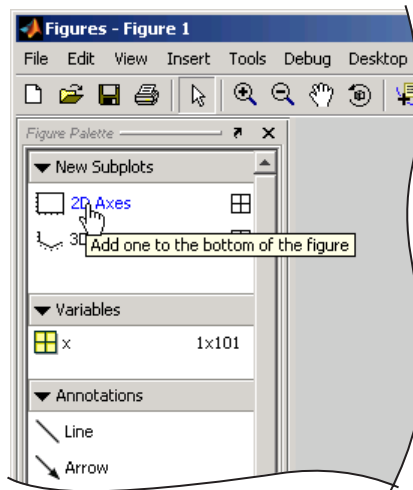 Figures - Figure 1
File Edit View Insert Tools Debug Desktop
Figure Palette
New Subplots
2D Axes
3D
Add one to the bottom of the figure
Variables
x 1x101
Annotations
Line
Arrow